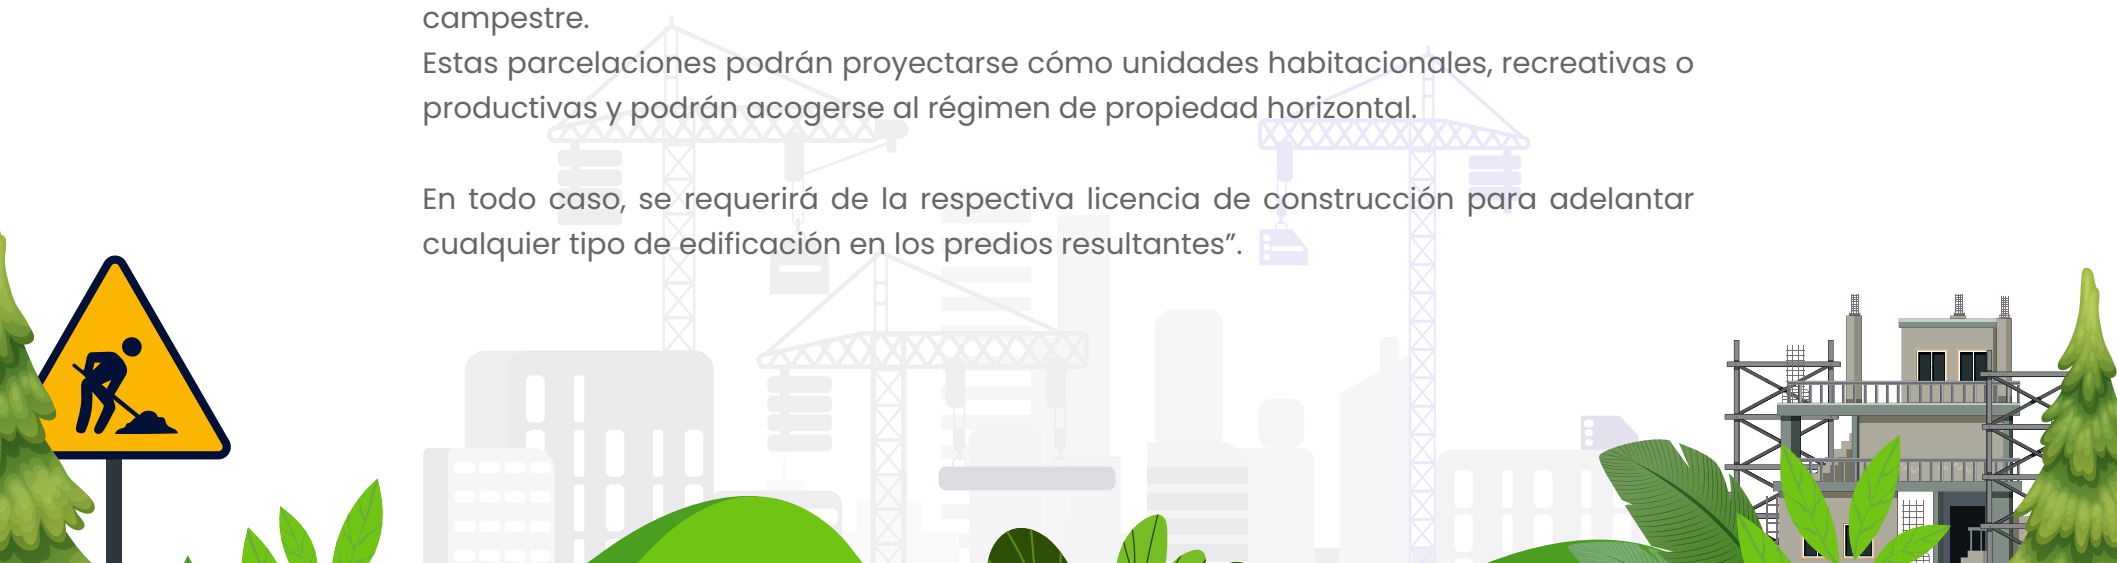 campestre.
Estas parcelaciones podrán proyectarse cómo unidades habitacionales, recreativas o
productivas y podrán acogerse al régimen de propiedad horizontal.
En todo caso, se requerirá de la respectiva licencia de construcción para adelantar
cualquier tipo de edificación en los predios resultantes”.